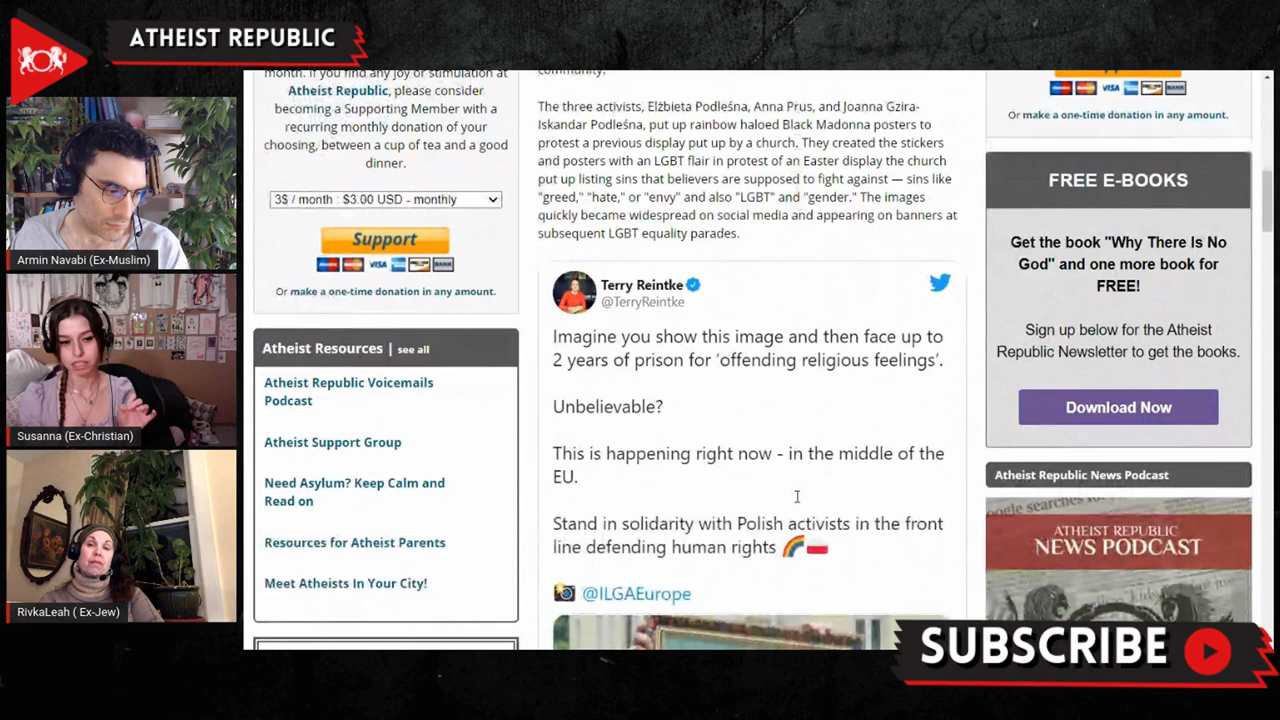 ATHEIST REPUBLIC
Armin Navabi (Ex-Muslim)
Susanna (Ex-Christian)
RivkaLeah ( Ex-Jew)
month. If you find any joy or stimulation at
Atheist Republic, please consider
becoming a Supporting Member with a
recurring monthly donation of your
choosing, between a cup of tea and a good
dinner.
3$ / month : $3.00 USD - monthly
Support
VISA
BANK
Or make a one-time donation in any amount.
Atheist Resources | see all
Atheist Republic Voicemails
Podcast
Atheist Support Group
Need Asylum? Keep Calm and
Read on
Resources for Atheist Parents
Meet Atheists In Your City!
community.
The three activists, Elżbieta Podleśna, Anna Prus, and Joanna Gzira-
Iskandar Podleśna, put up rainbow haloed Black Madonna posters to
protest a previous display put up by a church. They created the stickers
and posters with an LGBT flair in protest of an Easter display the church
put up listing sins that believers are supposed to fight against — sins like
"greed," "hate," or "envy" and also "LGBT" and "gender." The images
quickly became widespread on social media and appearing on banners at
subsequent LGBT equality parades.
Terry Reintke
@TerryReintke
Imagine you show this image and then face up to
2 years of prison for ‘offending religious feelings’.
Unbelievable?
This is happening right now - in the middle of the
EU.
Stand in solidarity with Polish activists in the front
line defending human rights 🌈🇵🇱
📸 @ILGAEurope
VISA
BANK
Or make a one-time donation in any amount.
FREE E-BOOKS
Get the book "Why There Is No
God" and one more book for
FREE!
Sign up below for the Atheist
Republic Newsletter to get the books.
Download Now
Atheist Republic News Podcast
ATHEIST REPUBLIC
NEWS PODCAST
SUBSCRIBE